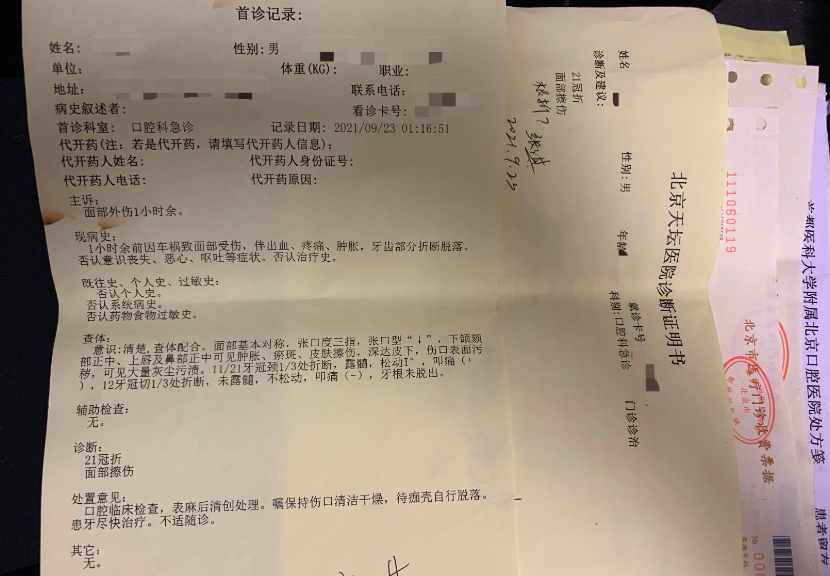 首诊记录:
姓名:
性别:男
单位:
体重(KG):
职业:
地址:
联系电话:
病史叙述者:
看诊卡号:
首诊科室: 口腔科急诊
记录日期: 2021/09/23 01:16:51
代开药(注: 若是代开药, 请填写代开药人信息):
代开药人姓名:
代开药人身份证号:
代开药人电话:
代开药原因:
主诉:
面部外伤1小时余。
现病史:
1小时余前因车祸致面部受伤, 伴出血、疼痛、肿胀, 牙齿部分折断脱落。
否认意识丧失、恶心、呕吐等症状。否认治疗史。
既往史、个人史、过敏史:
否认个人史。
否认系统病史。
否认药物食物过敏史。
查体:
意识:清楚, 查体配合。面部基本对称, 张口度三指, 张口型“↓”, 下颌颏
部正中、上唇及鼻部正中可见肿胀、瘀斑、皮肤擦伤, 深达皮下, 伤口表面污
秽, 可见大量灰尘污渍。11/21牙冠颈1/3处折断, 露髓, 松动I°, 叩痛(+
), 12牙冠切1/3处折断, 未露髓, 不松动, 叩痛(-), 牙根未脱出。
辅助检查:
无。
诊断:
21冠折
面部擦伤
处置意见:
口腔临床检查, 表麻后清创处理。嘱保持伤口清洁干燥, 待痂壳自行脱落。
患牙尽快治疗。不适随诊。
其它:
无。
北京天坛医院诊断证明书
姓名
性别:男
年龄
就诊卡号
科别:口腔科急诊
门诊诊治
诊断及建议:
21冠折
面部擦伤
根折?
2021.9.23
111060119
北京市医疗门诊收费票据
首都医科大学附属北京口腔医院处方笺